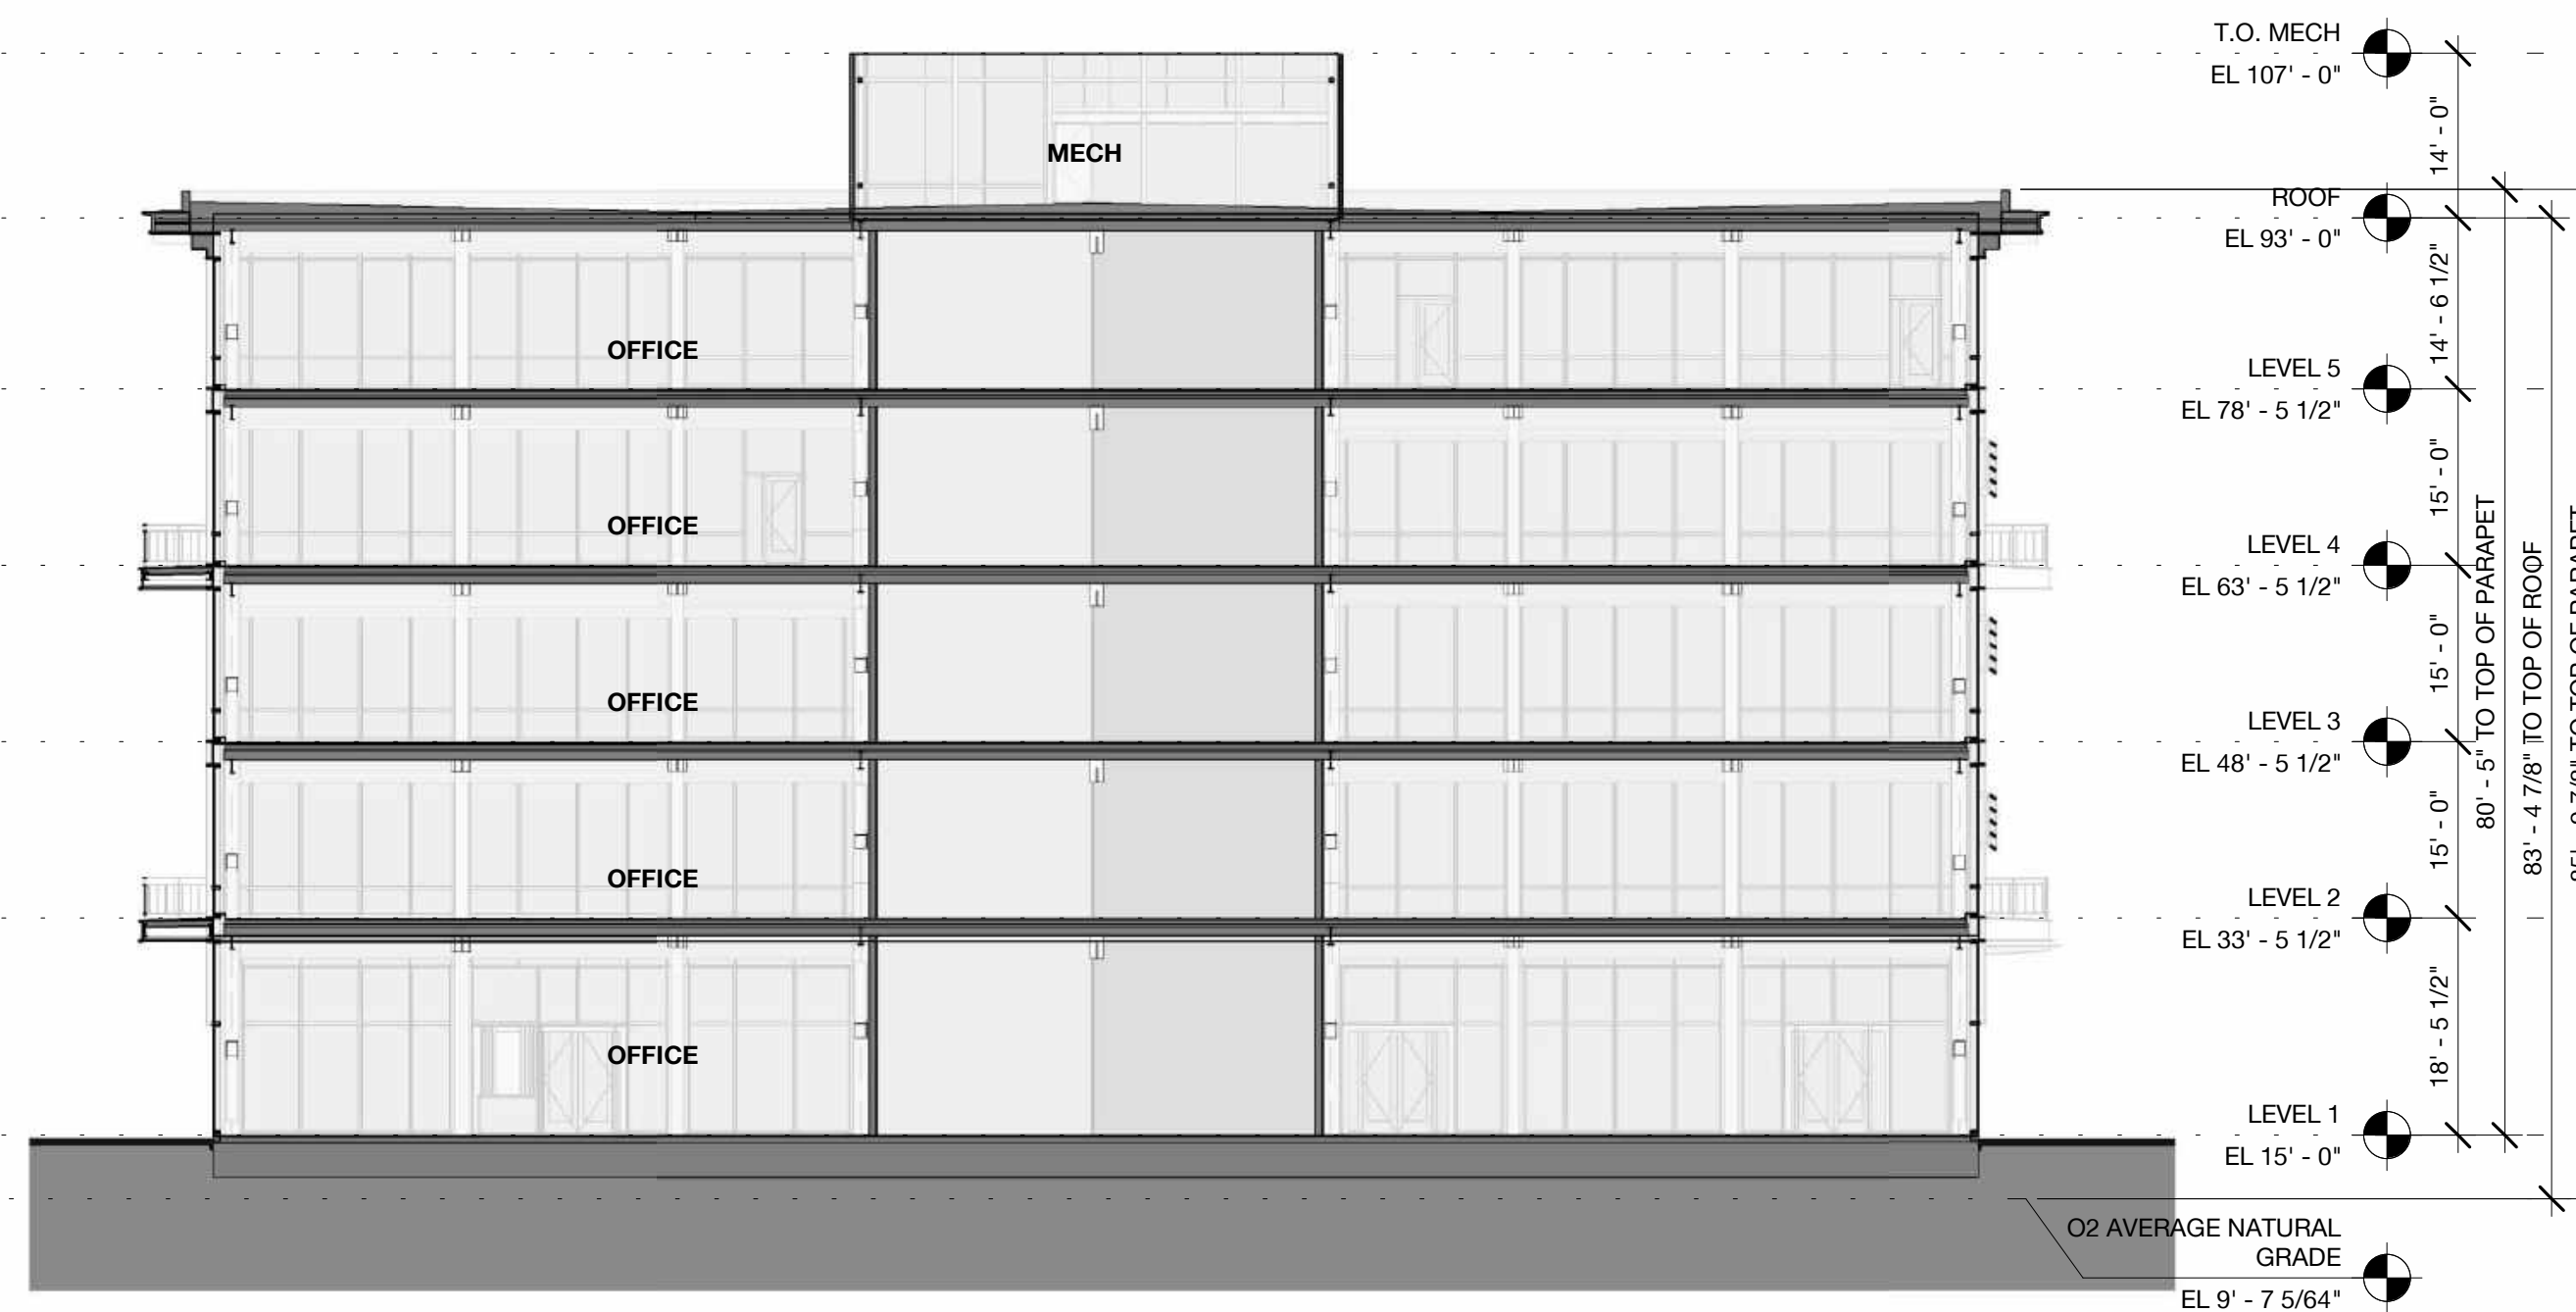 T.O. MECH
EL 107' - 0"
14' - 0"
MECH
ROOF
EL 93' - 0"
14' - 6 1/2"
OFFICE
LEVEL 5
EL 78' - 5 1/2"
15' - 0"
OFFICE
LEVEL 4
EL 63' - 5 1/2"
15' - 0"
OFFICE
LEVEL 3
EL 48' - 5 1/2"
15' - 0"
OFFICE
LEVEL 2
EL 33' - 5 1/2"
18' - 5 1/2"
OFFICE
LEVEL 1
EL 15' - 0"
80' - 5" TO TOP OF PARAPET
83' - 4 7/8" TO TOP OF ROOF
TO TOP OF PARAPET
O2 AVERAGE NATURAL
GRADE
EL 9' - 7 5/64"